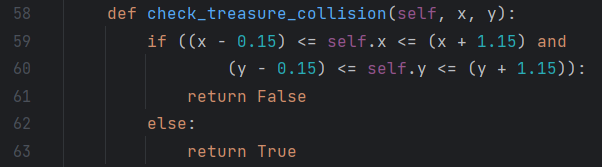 58 def check_treasure_collision(self, x, y):
59 if ((x - 0.15) <= self.x <= (x + 1.15) and
60 (y - 0.15) <= self.y <= (y + 1.15)):
61 return False
62 else:
63 return True